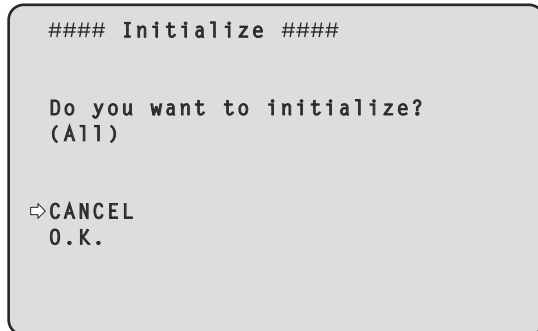 #### Initialize ####
Do you want to initialize?
(All)
⇨CANCEL
O.K.